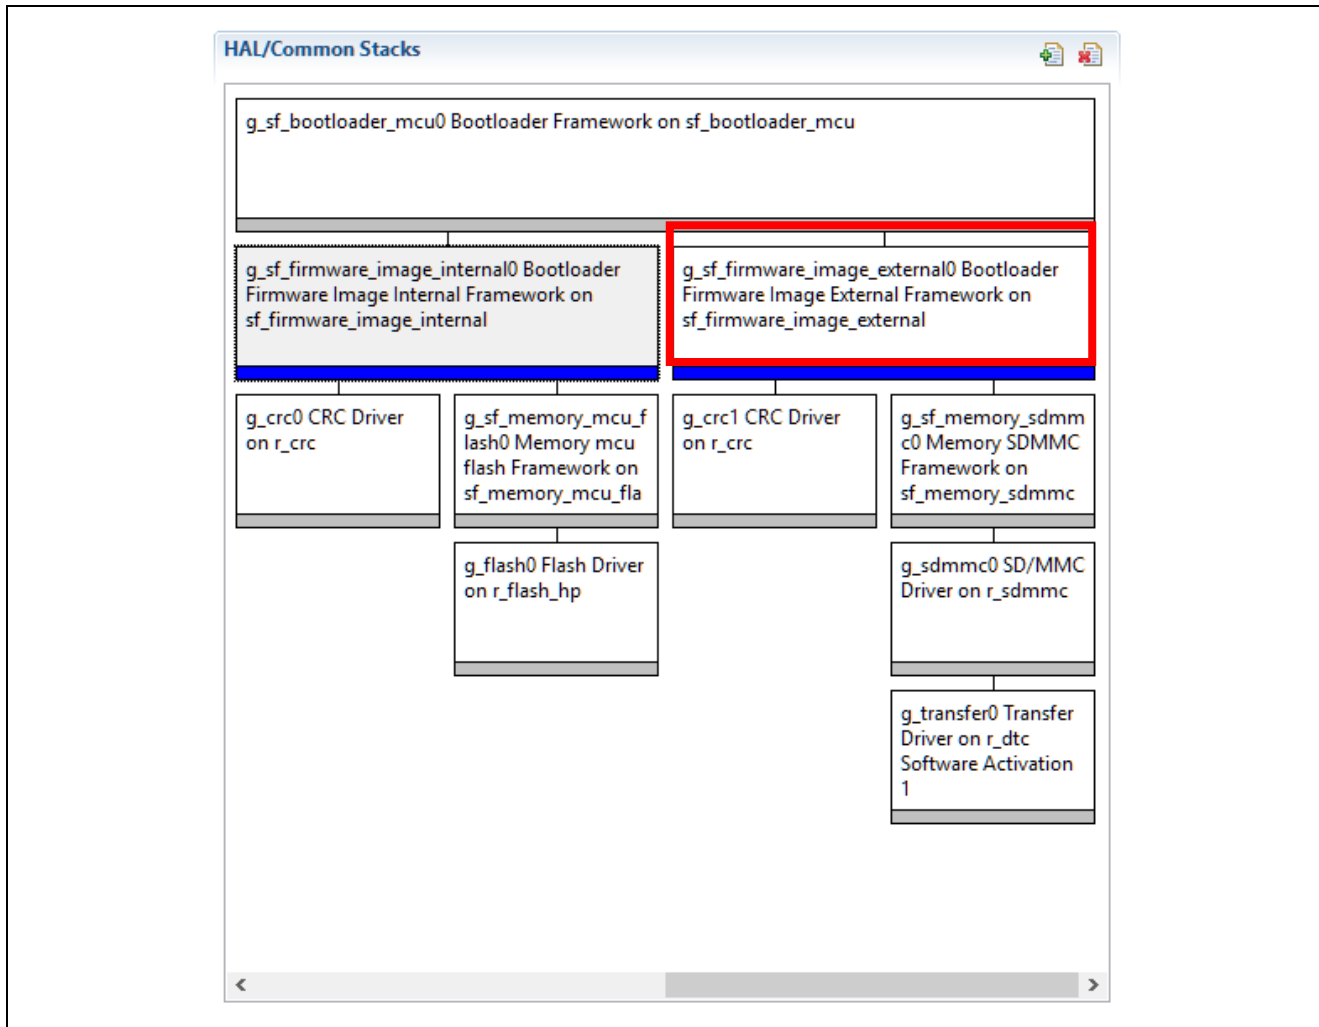 HAL/Common Stacks
g_sf_bootloader_mcu0 Bootloader Framework on sf_bootloader_mcu
g_sf_firmware_image_internal0 Bootloader
Firmware Image Internal Framework on
sf_firmware_image_internal
g_sf_firmware_image_external0 Bootloader
Firmware Image External Framework on
sf_firmware_image_external
g_crc0 CRC Driver
on r_crc
g_sf_memory_mcu_f
lash0 Memory mcu
flash Framework on
sf_memory_mcu_fla
g_crc1 CRC Driver
on r_crc
g_sf_memory_sdmm
c0 Memory SDMMC
Framework on
sf_memory_sdmmc
g_flash0 Flash Driver
on r_flash_hp
g_sdmmc0 SD/MMC
Driver on r_sdmmc
g_transfer0 Transfer
Driver on r_dtc
Software Activation
1